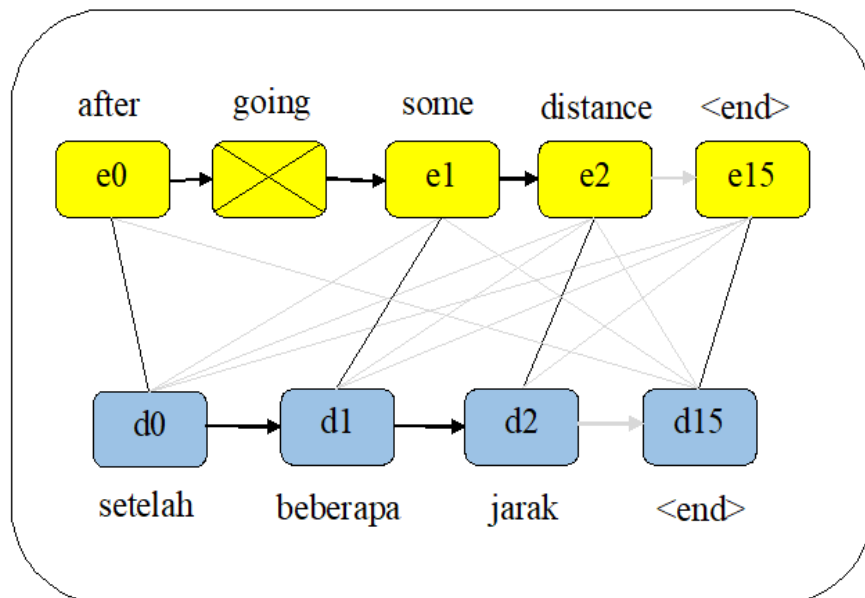 after going some distance <end>
e0 e1 e2 e15
d0 d1 d2 d15
setelah beberapa jarak <end>